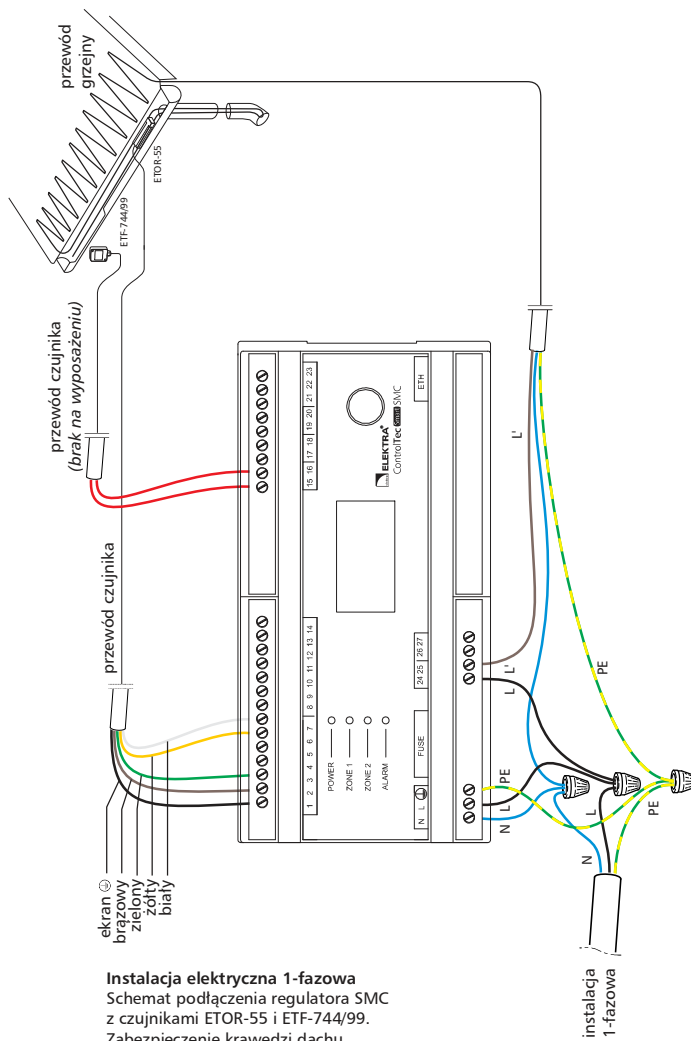 przewód
grzejny
ETOR-55
ETF-744/99
przewód czujnika
(brak na wyposażeniu)
przewód czujnika
ekran
brązowy
zielony
żółty
biały
1 2 3 4 5 6 7 8 9 10 11 12 13 14
15 16 17 18 19 20 21 22 23
POWER
ZONE 1
ZONE 2
ALARM
ELEKTRA®
ControlTec SMC
ETH
N L
FUSE
24 25 26 27
N
L
PE
L
L'
L'
PE
N
L
PE
instalacja
1-fazowa
Instalacja elektryczna 1-fazowa
Schemat podłączenia regulatora SMC
z czujnikami ETOR-55 i ETF-744/99.
Zabezpieczenie krawędzi dachu